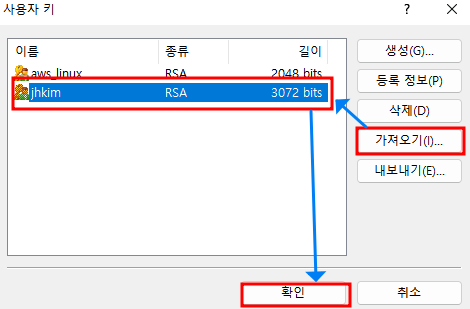 사용자 키
이름 종류 길이
aws_linux RSA 2048 bits
jhkim RSA 3072 bits
생성(G)...
등록 정보(P)
삭제(D)
가져오기(I)...
내보내기(E)...
확인 취소